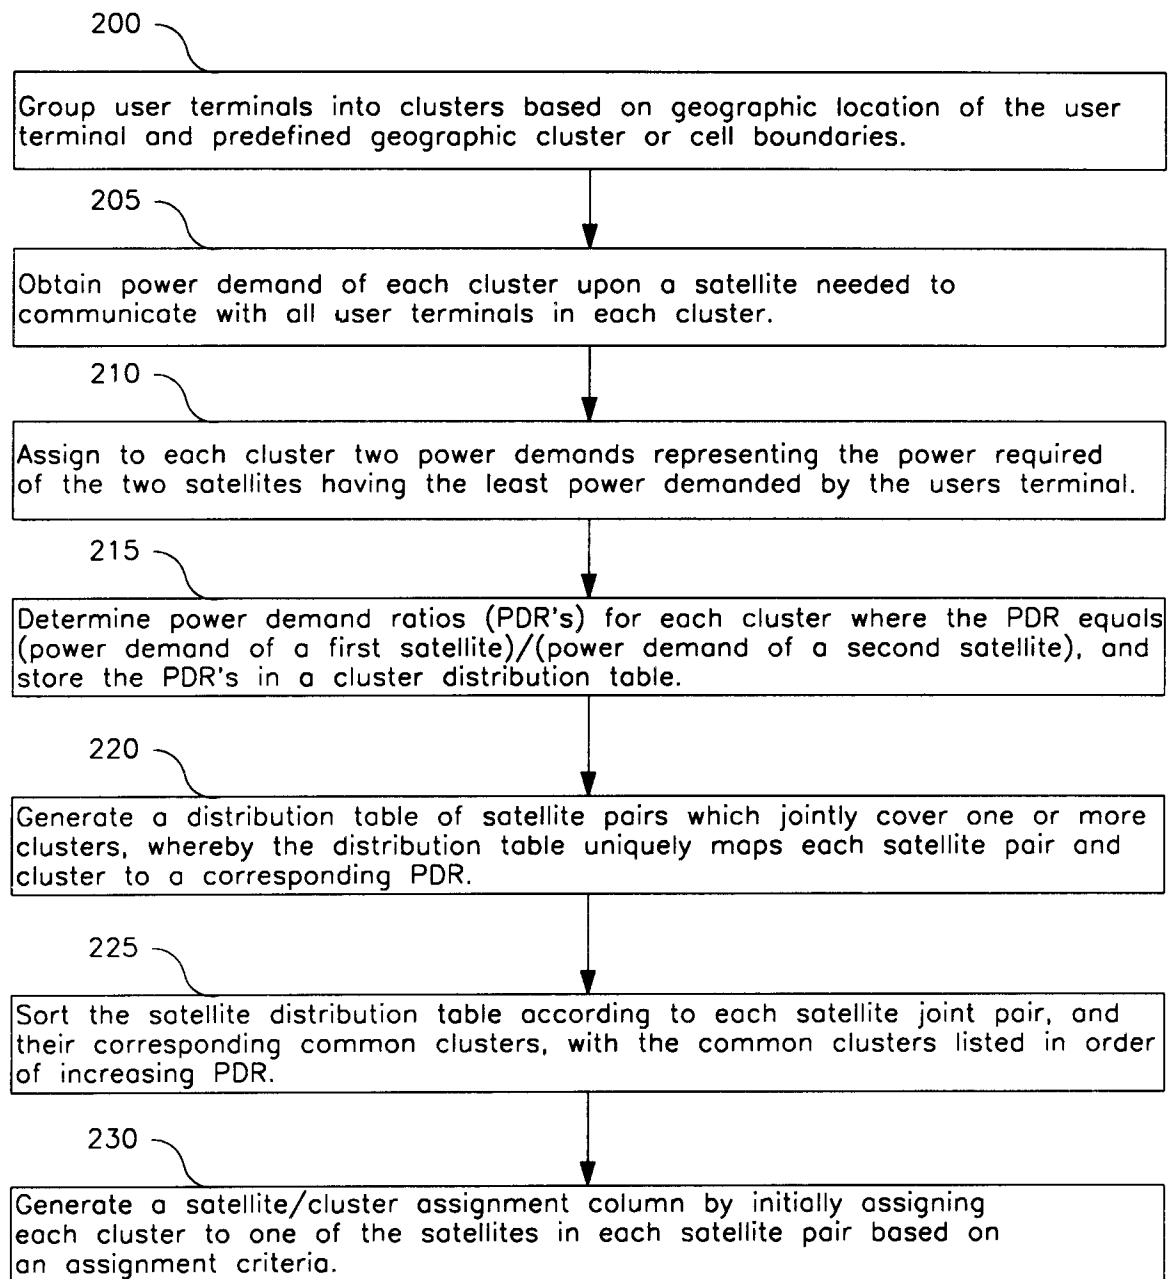 200
Group user terminals into clusters based on geographic location of the user
terminal and predefined geographic cluster or cell boundaries.
205
Obtain power demand of each cluster upon a satellite needed to
communicate with all user terminals in each cluster.
210
Assign to each cluster two power demands representing the power required
of the two satellites having the least power demanded by the users terminal.
215
Determine power demand ratios (PDR's) for each cluster where the PDR equals
(power demand of a first satellite)/(power demand of a second satellite), and
store the PDR's in a cluster distribution table.
220
Generate a distribution table of satellite pairs which jointly cover one or more
clusters, whereby the distribution table uniquely maps each satellite pair and
cluster to a corresponding PDR.
225
Sort the satellite distribution table according to each satellite joint pair, and
their corresponding common clusters, with the common clusters listed in order
of increasing PDR.
230
Generate a satellite/cluster assignment column by initially assigning
each cluster to one of the satellites in each satellite pair based on
an assignment criteria.